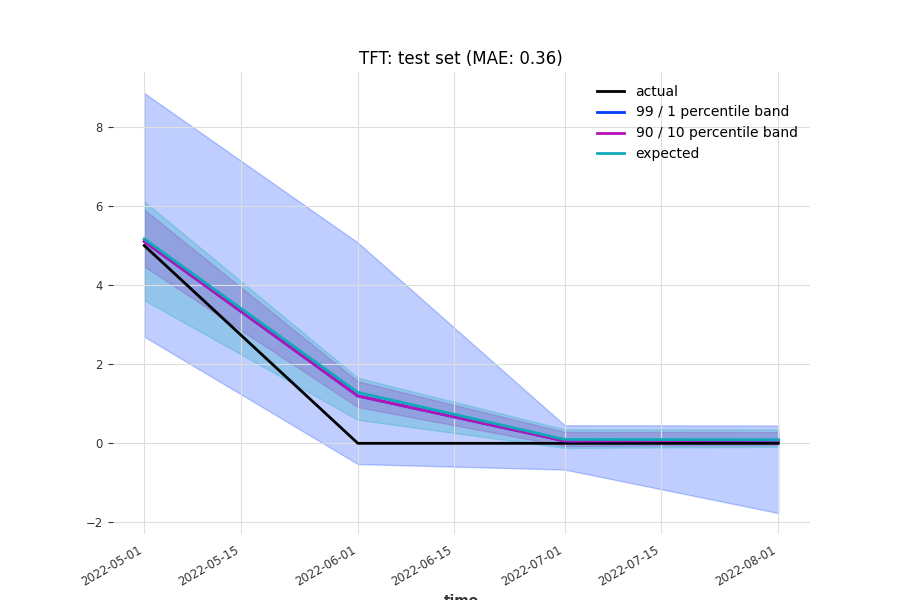 TFT: test set (MAE: 0.36)
actual
99 / 1 percentile band
90 / 10 percentile band
expected
8
6
4
2
0
−2
2022-05-01
2022-05-15
2022-06-01
2022-06-15
2022-07-01
2022-07-15
2022-08-01
time